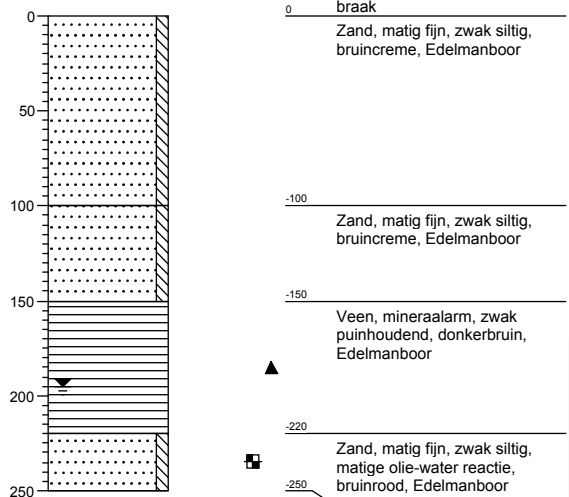 0
50
100
150
200
250
0
braak
Zand, matig fijn, zwak siltig,
bruincreme, Edelmanboor
-100
Zand, matig fijn, zwak siltig,
bruincreme, Edelmanboor
-150
Veen, mineraalarm, zwak
puinhoudend, donkerbruin,
Edelmanboor
-220
Zand, matig fijn, zwak siltig,
matige olie-water reactie,
bruinrood, Edelmanboor
-250